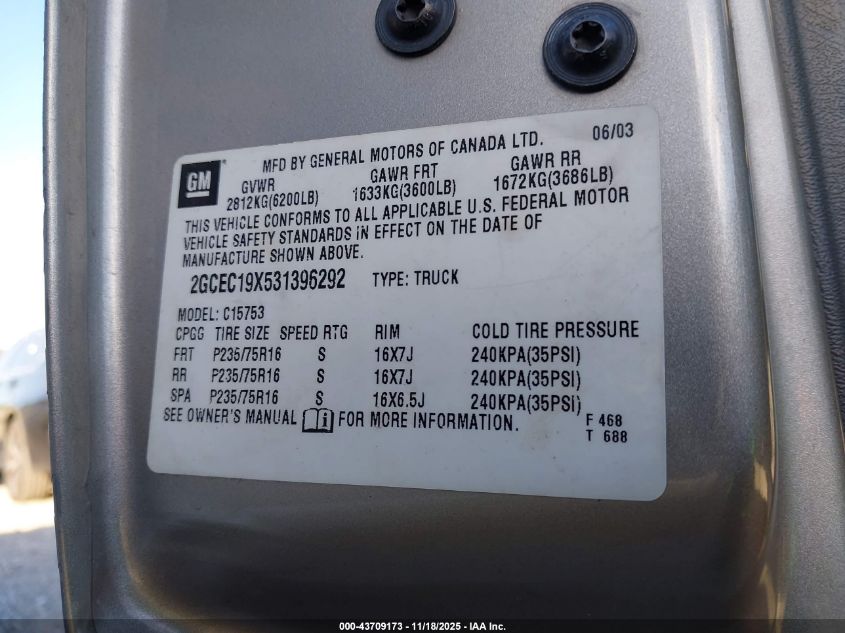 06/03
GM
MFD BY GENERAL MOTORS OF CANADA LTD.
GVWR GAWR FRT GAWR RR
2812KG(6200LB) 1633KG(3600LB) 1672KG(3686LB)
THIS VEHICLE CONFORMS TO ALL APPLICABLE U.S. FEDERAL MOTOR
VEHICLE SAFETY STANDARDS IN EFFECT ON THE DATE OF
MANUFACTURE SHOWN ABOVE.
2GCEC19X531396292 TYPE: TRUCK
MODEL: C15753
CPGG TIRE SIZE SPEED RTG RIM COLD TIRE PRESSURE
FRT P235/75R16 S 16X7J 240KPA(35PSI)
RR P235/75R16 S 16X7J 240KPA(35PSI)
SPA P235/75R16 S 16X6.5J 240KPA(35PSI)
SEE OWNER'S MANUAL i FOR MORE INFORMATION.
F 468
T 688
000-43709173 - 11/18/2025 - IAA Inc.